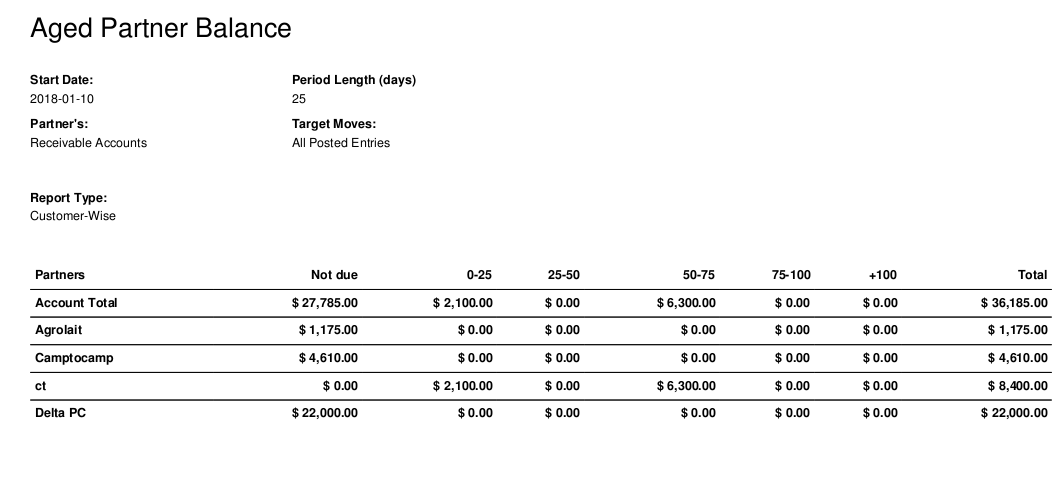 Aged Partner Balance
Start Date: Period Length (days)
2018-01-10 25
Partner's: Target Moves:
Receivable Accounts All Posted Entries
Report Type:
Customer-Wise
Partners Not due 0-25 25-50 50-75 75-100 +100 Total
Account Total $ 27,785.00 $ 2,100.00 $ 0.00 $ 6,300.00 $ 0.00 $ 0.00 $ 36,185.00
Agrolait $ 1,175.00 $ 0.00 $ 0.00 $ 0.00 $ 0.00 $ 0.00 $ 1,175.00
Camptocamp $ 4,610.00 $ 0.00 $ 0.00 $ 0.00 $ 0.00 $ 0.00 $ 4,610.00
ct $ 0.00 $ 2,100.00 $ 0.00 $ 6,300.00 $ 0.00 $ 0.00 $ 8,400.00
Delta PC $ 22,000.00 $ 0.00 $ 0.00 $ 0.00 $ 0.00 $ 0.00 $ 22,000.00